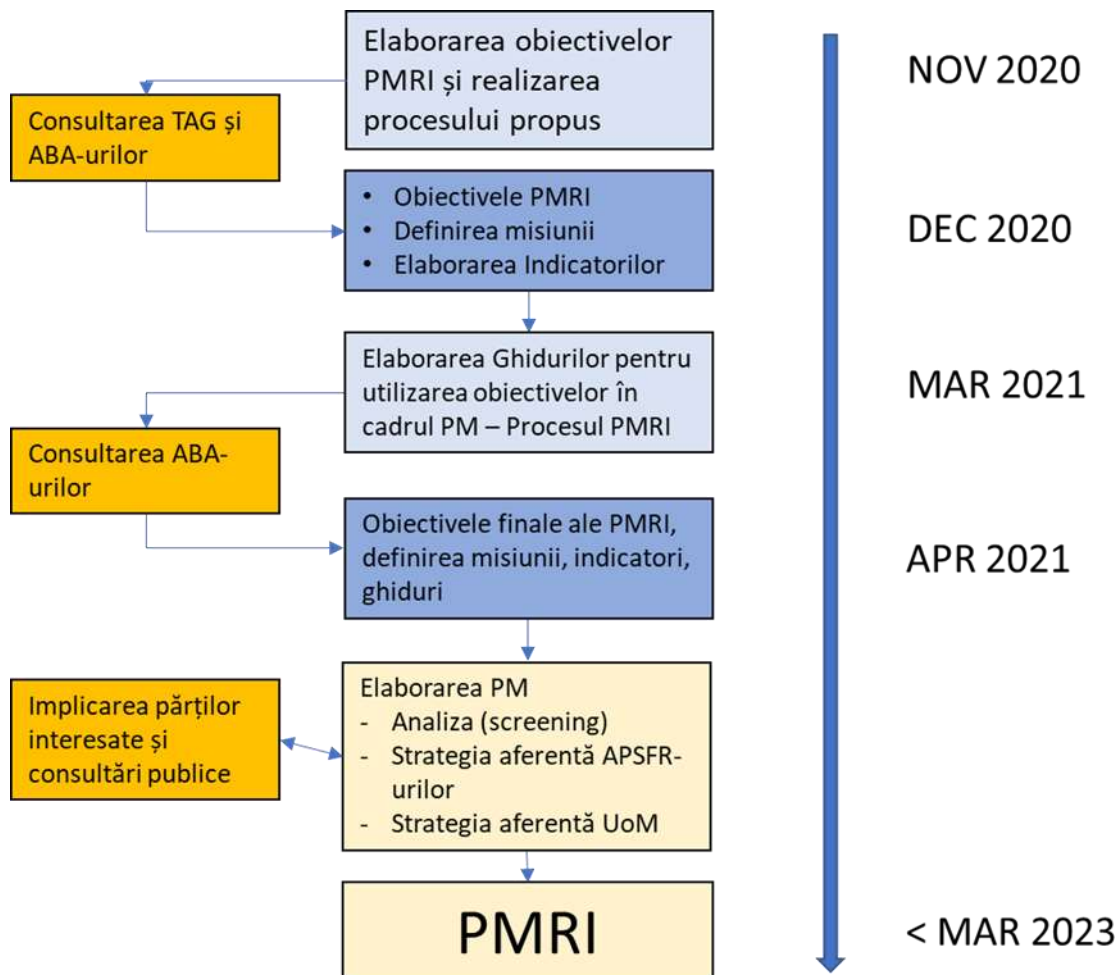 Elaborarea obiectivelor
PMRI și realizarea
procesului propus
NOV 2020
Consultarea TAG și
ABA-urilor
• Obiectivele PMRI
• Definirea misiunii
• Elaborarea Indicatorilor
DEC 2020
Elaborarea Ghidurilor pentru
utilizarea obiectivelor în
cadrul PM – Procesul PMRI
MAR 2021
Consultarea ABA-
urilor
Obiectivele finale ale PMRI,
definirea misiunii, indicatori,
ghiduri
APR 2021
Implicarea părților
interesate și
consultări publice
Elaborarea PM
- Analiza (screening)
- Strategia aferentă APSFR-
urilor
- Strategia aferentă UoM
PMRI
< MAR 2023